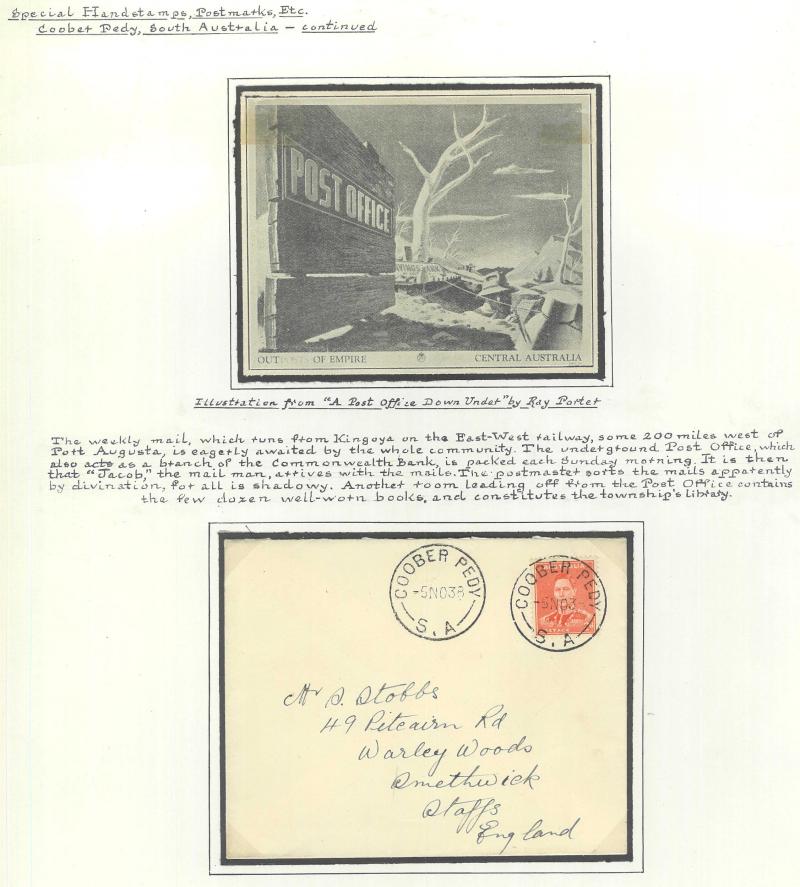 Special Handstamps, Postmarks, Etc.
Coober Pedy, South Australia — continued
POST OFFICE
SAVINGS BANK
OUTPOSTS OF EMPIRE
CENTRAL AUSTRALIA
Illustration from "A Post Office Down Under" by Ray Porter
The weekly mail, which runs from Kingoya on the East-West railway, some 200 miles west of
Port Augusta, is eagerly awaited by the whole community. The underground Post Office, which
also acts as a branch of the Commonwealth Bank, is packed each Sunday morning. It is then
that "Jacob," the mail man, arrives with the mails. The postmaster sorts the mails apparently
by divination, for all is shadowy. Another room leading off from the Post Office contains
the few dozen well-worn books, and constitutes the township's library.
COOBER PEDY
-5NO38
S.A
COOBER PEDY
-5NO3
S.A
Mr S. Stobbs
49 Pitcairn Rd
Warley Woods
Smethwick
Staffs
England